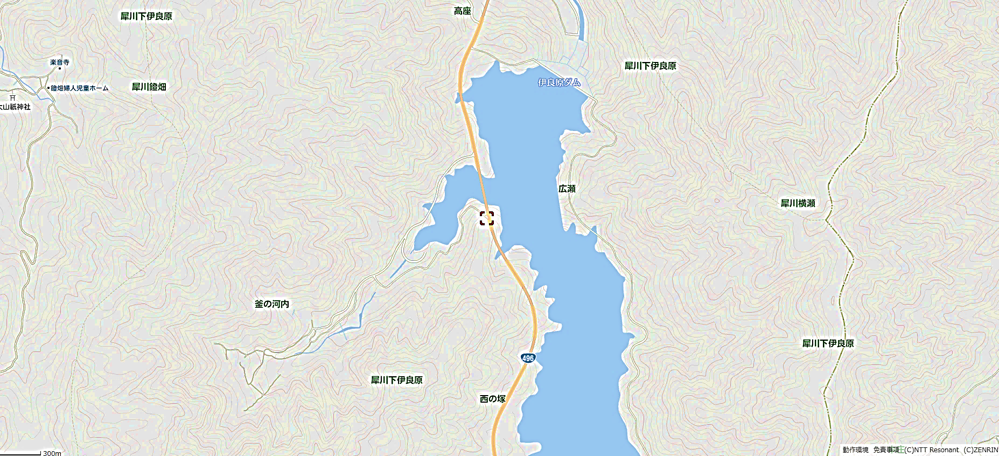 高座
犀川下伊良原
楽音寺
犀川下伊良原
伊良原ダム
犀川鐙畑
鐙畑婦人児童ホーム
大山祇神社
広瀬
犀川横瀬
釜の河内
犀川下伊良原
496
犀川下伊良原
西の塚
300m
動作環境 免責事項 (C)NTT Resonant (C)ZENRIN